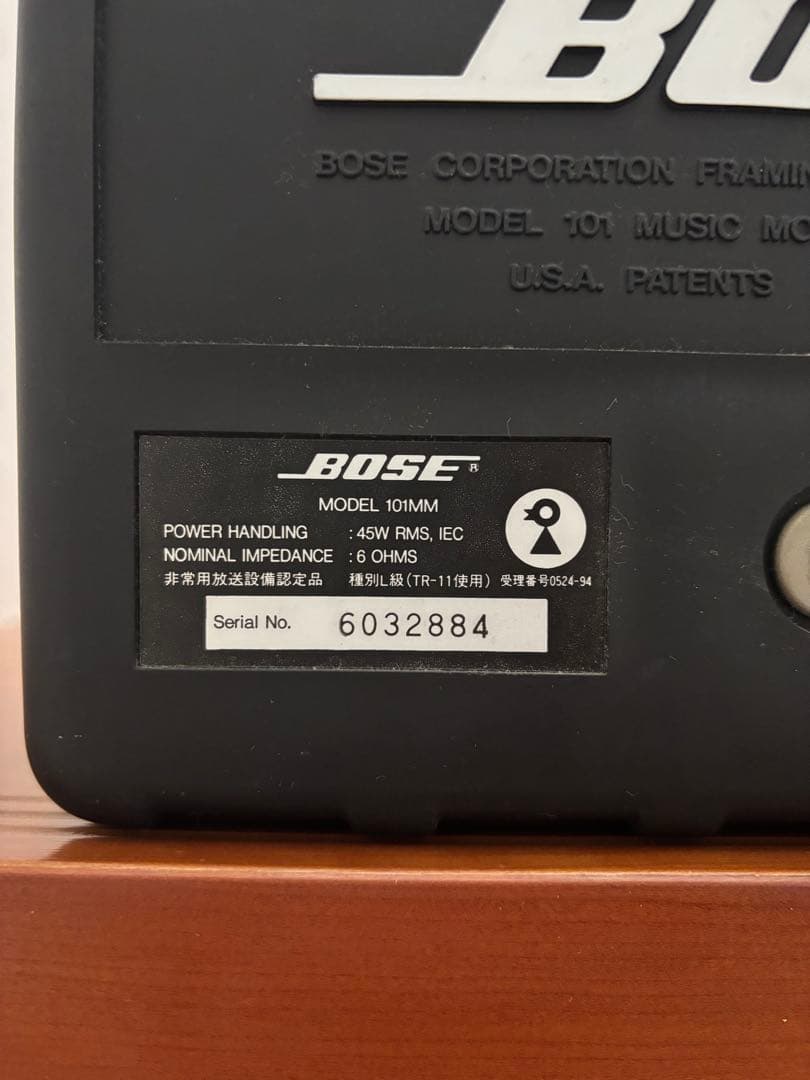 BOSE CORPORATION
MODEL 101 MUSIC
U.S.A. PATENTS
BOSE®
MODEL 101MM
POWER HANDLING : 45W RMS, IEC
NOMINAL IMPEDANCE : 6 OHMS
非常用放送設備認定品 種別L級(TR-11使用) 受理番号0524-94
Serial No. 6032884